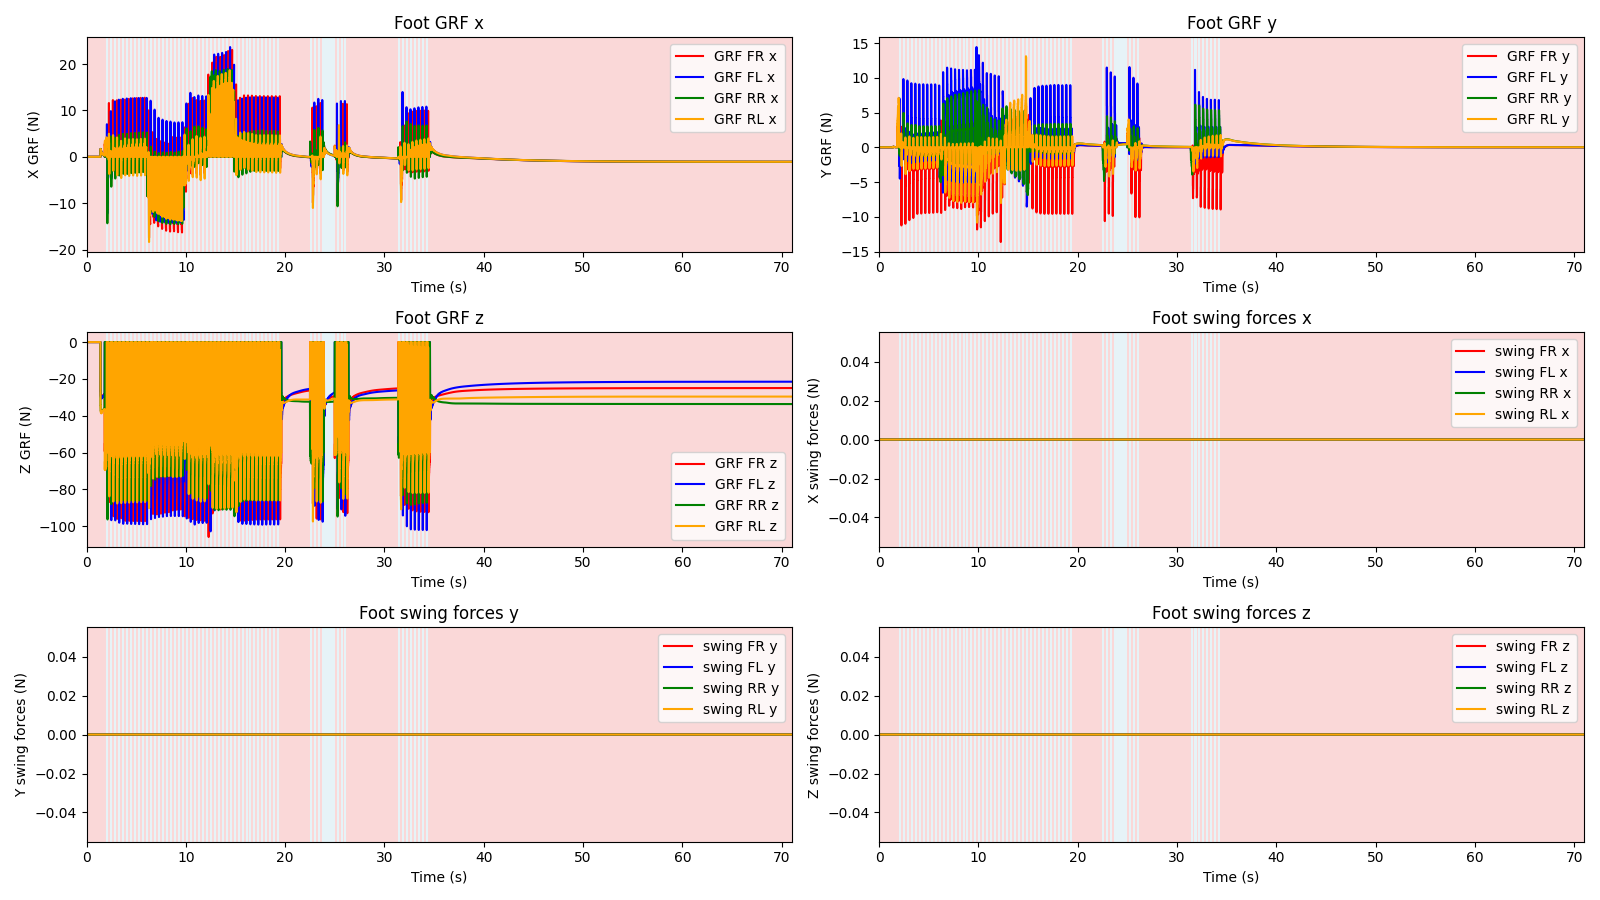 Foot GRF x
X GRF (N)
20
10
0
−10
−20
GRF FR x
GRF FL x
GRF RR x
GRF RL x
0 10 20 30 40 50 60 70
Time (s)
Foot GRF y
Y GRF (N)
15
10
5
0
−5
−10
−15
GRF FR y
GRF FL y
GRF RR y
GRF RL y
0 10 20 30 40 50 60 70
Time (s)
Foot GRF z
Z GRF (N)
0
−20
−40
−60
−80
−100
GRF FR z
GRF FL z
GRF RR z
GRF RL z
0 10 20 30 40 50 60 70
Time (s)
Foot swing forces x
X swing forces (N)
0.04
0.02
0.00
−0.02
−0.04
swing FR x
swing FL x
swing RR x
swing RL x
0 10 20 30 40 50 60 70
Time (s)
Foot swing forces y
Y swing forces (N)
0.04
0.02
0.00
−0.02
−0.04
swing FR y
swing FL y
swing RR y
swing RL y
0 10 20 30 40 50 60 70
Time (s)
Foot swing forces z
Z swing forces (N)
0.04
0.02
0.00
−0.02
−0.04
swing FR z
swing FL z
swing RR z
swing RL z
0 10 20 30 40 50 60 70
Time (s)